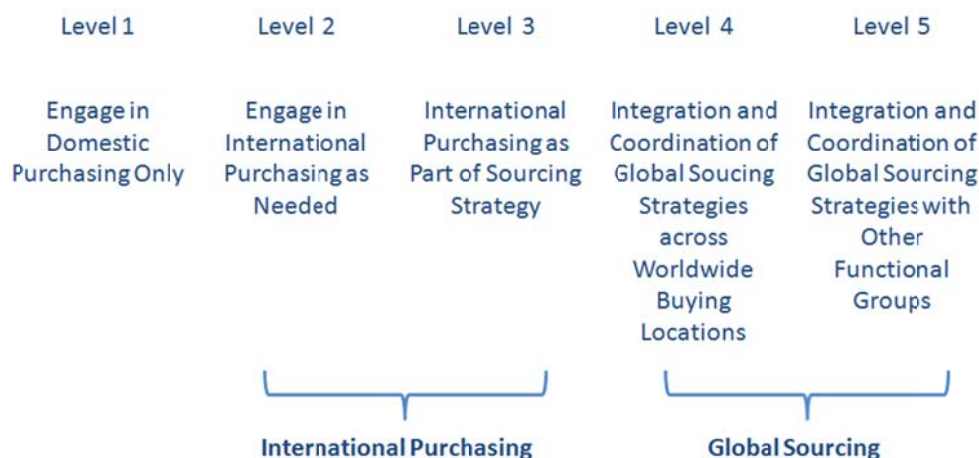 Level 1
Level 2
Level 3
Level 4
Level 5
Engage in
Domestic
Purchasing Only
Engage in
International
Purchasing as
Needed
International
Purchasing as
Part of Sourcing
Strategy
Integration and
Coordination of
Global Soucing
Strategies
across
Worldwide
Buying
Locations
Integration and
Coordination of
Global Sourcing
Strategies with
Other
Functional
Groups
International Purchasing
Global Sourcing